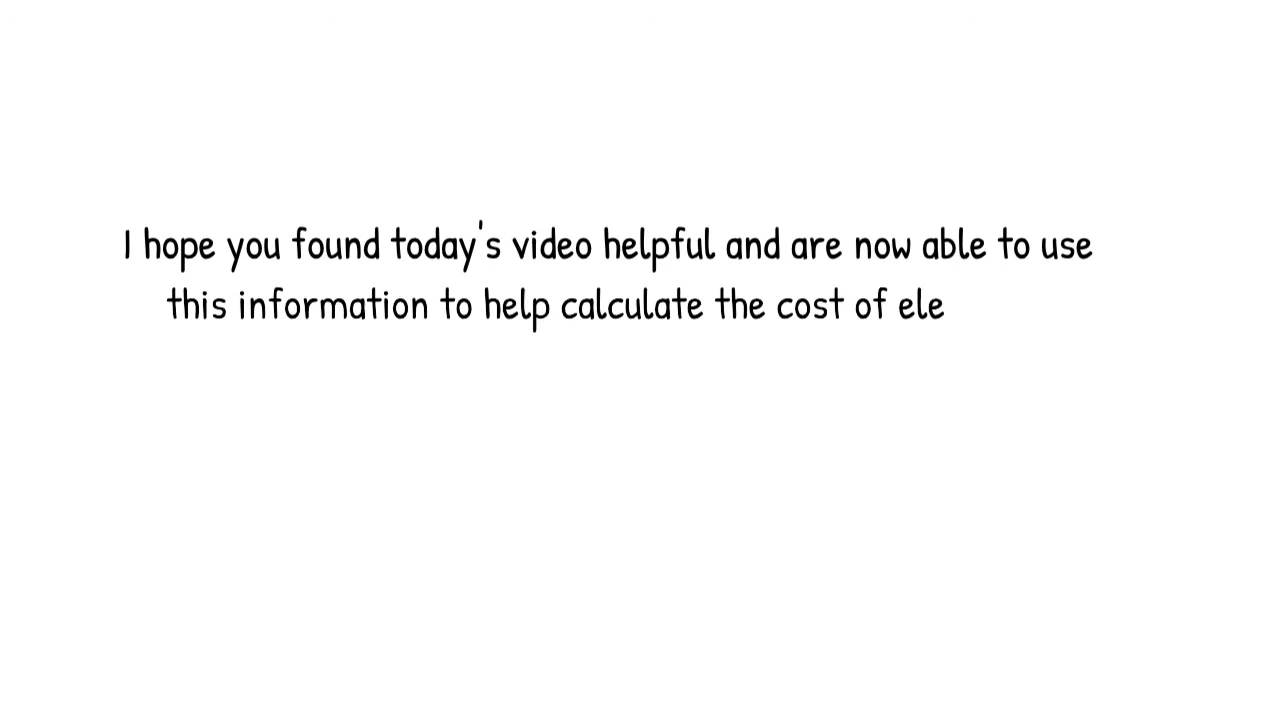 I hope you found today's video helpful and are now able to use
this information to help calculate the cost of ele